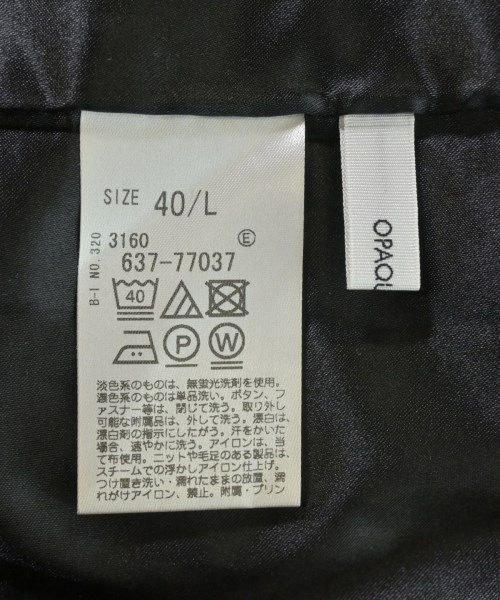 SIZE 40/L
B-I NO.320
3160 Ⓔ
637-77037
40
P W
淡色系のものは、無蛍光洗剤を使用。
濃色系のものは単品洗い。ボタン、フ
ァスナー等は、閉じて洗う。取り外し
可能な附属品は、外して洗う。漂白は、
漂白剤の指示にしたがう。汗をかいた
場合、速やかに洗う。アイロンは、当
て布使用。ニットや毛足のある製品は、
スチームでの浮かしアイロン仕上げ。
つけ置き洗い・濡れたままの放置、濡
れがけアイロン、禁止。附属・プリン
OPAQU